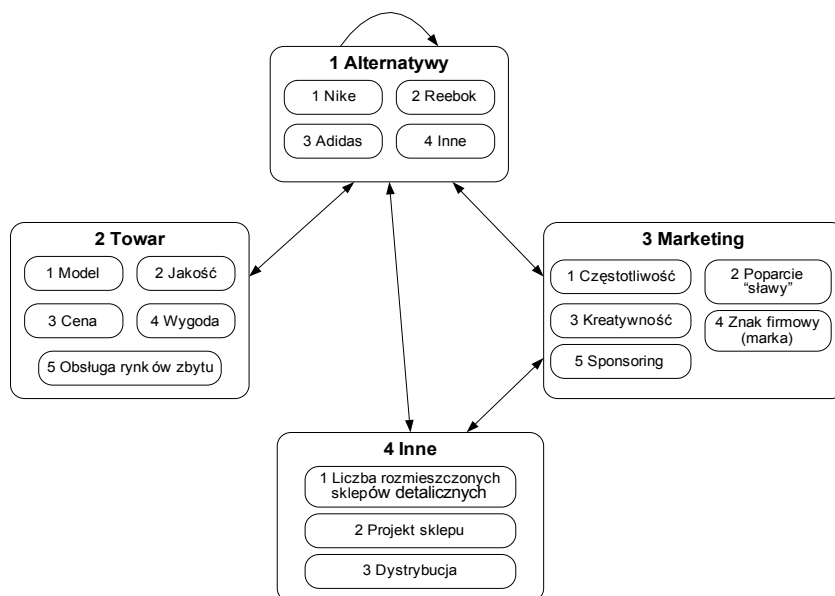 1 Alternatywy
1 Nike
2 Reebok
3 Adidas
4 Inne
2 Towar
1 Model
2 Jakość
3 Cena
4 Wygoda
5 Obsługa rynków zbytu
3 Marketing
1 Częstotliwość
2 Poparcie
“sławy”
3 Kreatywność
4 Znak firmowy
(marka)
5 Sponsoring
4 Inne
1 Liczba rozmieszczonych
sklepów detalicznych
2 Projekt sklepu
3 Dystrybucja